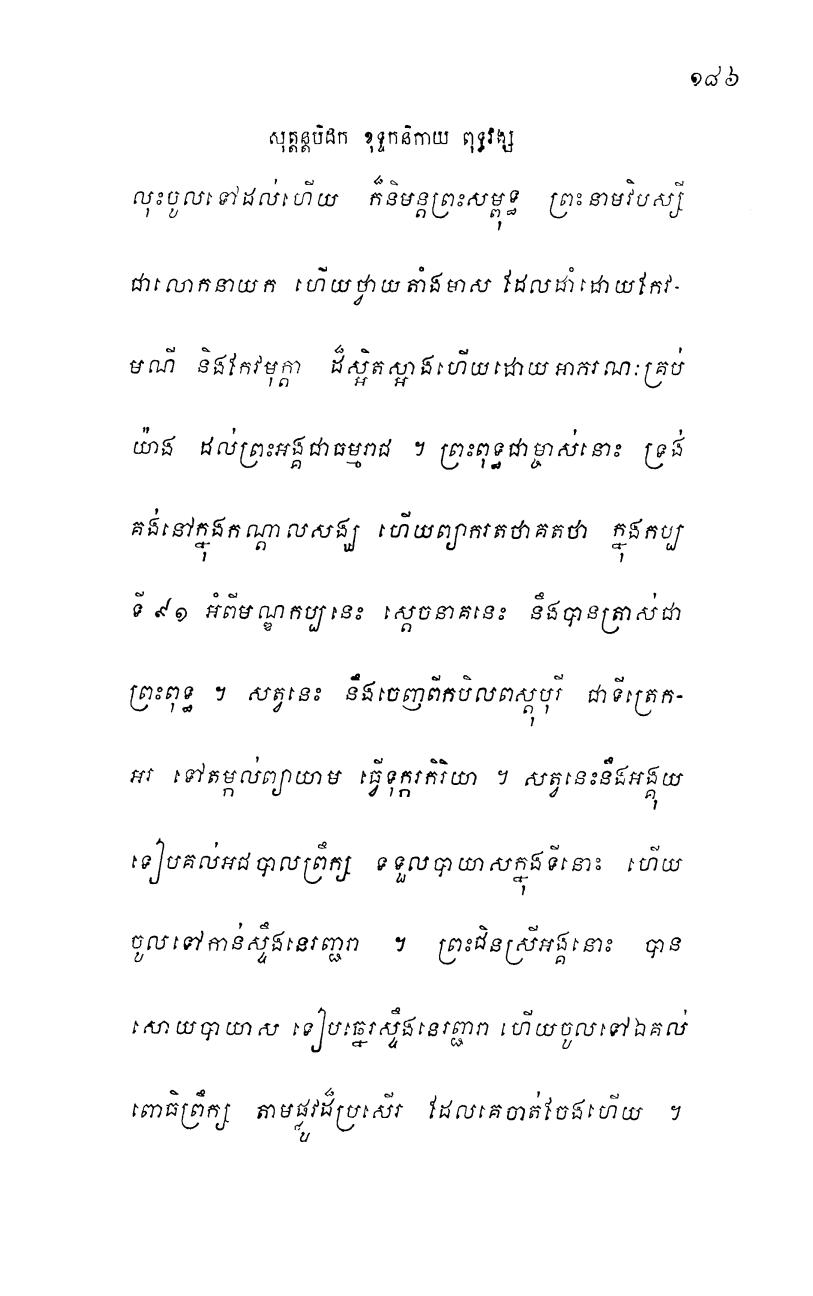 ១៨៦
សុត្តន្តបិដក ខុទ្ទកនិកាយ ពុទ្ធវង្ស
លុះចូលទៅដល់ហើយ ក៏និមន្តព្រះសម្ពុទ្ធ ព្រះនាមវិបស្សី
ជាលោកនាយក ហើយថ្វាយតាំងមាស ដែលដាំដោយកែវ-
មណី និងកែវមុក្តា ដ៏ស្អិតស្អាងហើយដោយអាភរណៈគ្រប់
យ៉ាង ដល់ព្រះអង្គជាធម្មរាជ ។ ព្រះពុទ្ធជាម្ចាស់នោះ ទ្រង់
គង់នៅក្នុងកណ្តាលសង្ឃ ហើយព្យាករតថាគតថា ក្នុងកប្ប
ទី ៩១ អំពីមណ្ឌកប្បនេះ ស្តេចនាគនេះ នឹងបានត្រាស់ជា
ព្រះពុទ្ធ ។ សត្វនេះ នឹងចេញពីកបិលពស្តុបុរី ជាទីត្រេក-
អរ ទៅតម្កល់ព្យាយាម ធ្វើទុក្ករកិរិយា ។ សត្វនេះនឹងអង្គុយ
ទៀបគល់អជបាលព្រឹក្ស ទទួលបាយាសក្នុងទីនោះ ហើយ
ចូលទៅកាន់ស្ទឹងនេរញ្ជរា ។ ព្រះជិនស្រីអង្គនោះ បាន
សោយបាយាស ទៀបឆ្នេរស្ទឹងនេរញ្ជរា ហើយចូលទៅឯគល់
ពោធិព្រឹក្ស តាមផ្លូវដ៏ប្រសើរ ដែលគេចាត់ចែងហើយ ។